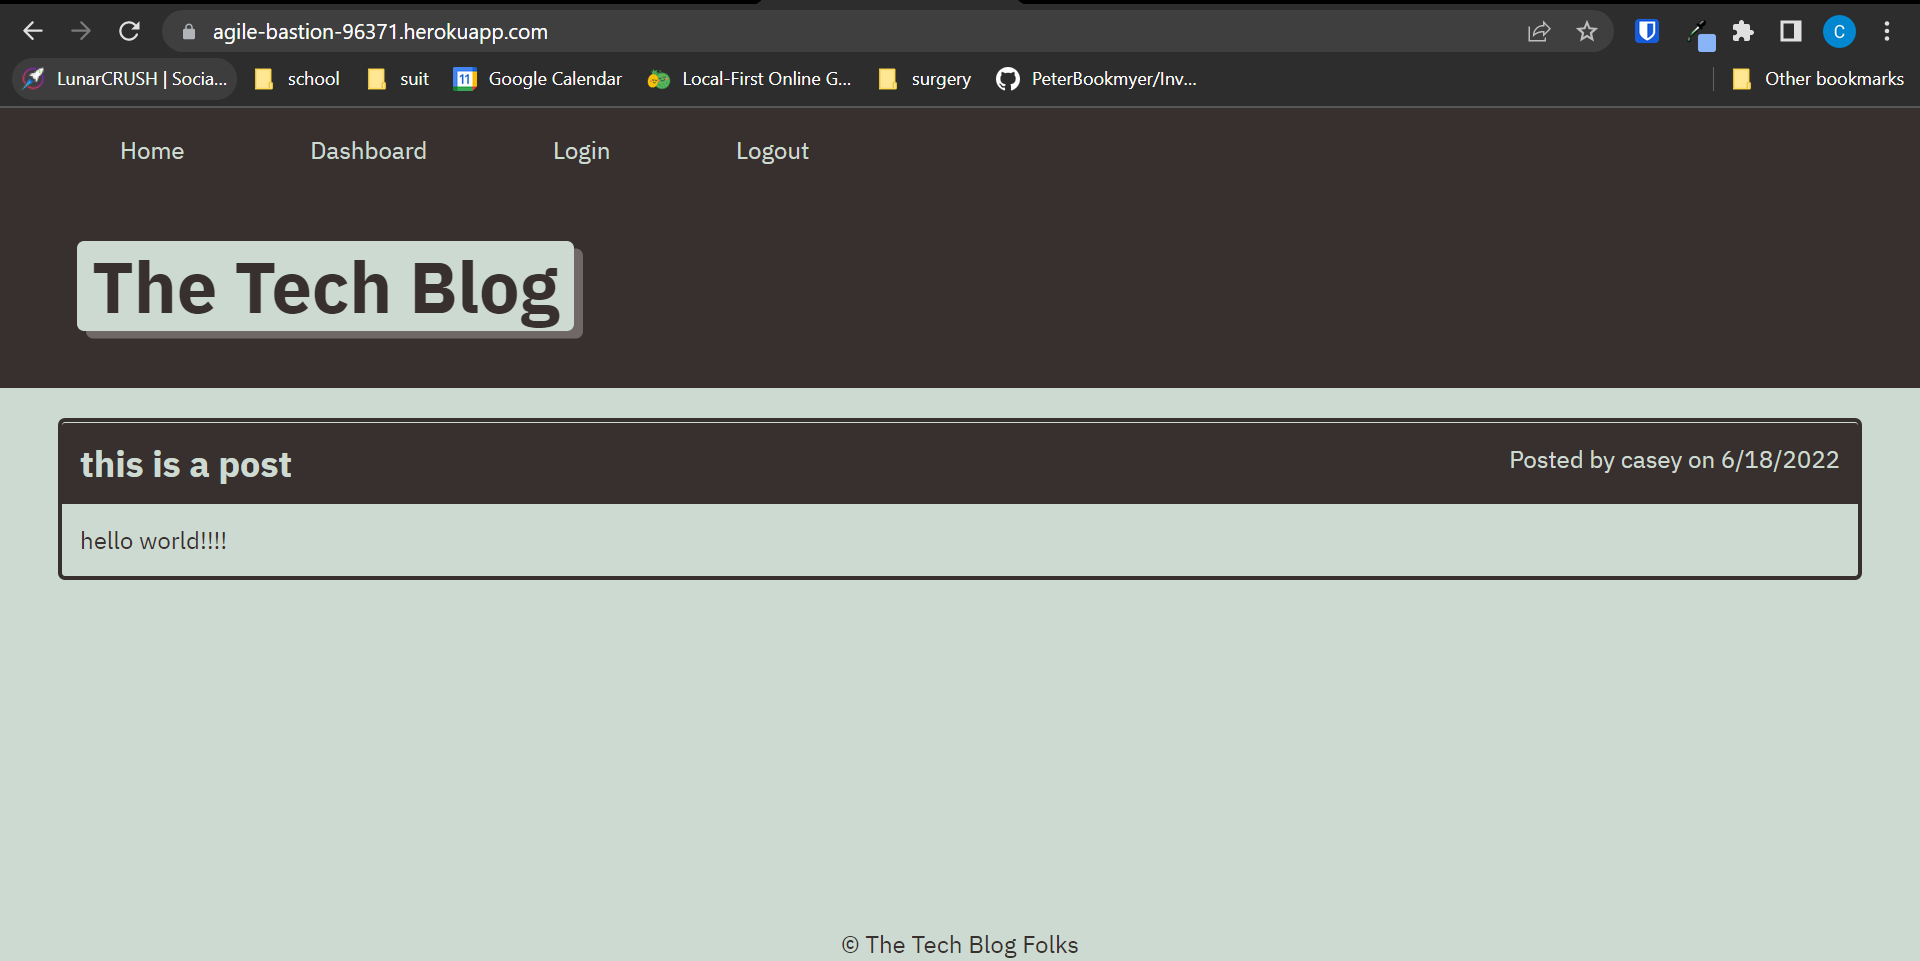 agile-bastion-96371.herokuapp.com
C
LunarCRUSH | Socia... school suit 11 Google Calendar Local-First Online G... surgery PeterBookmyer/Inv... Other bookmarks
Home Dashboard Login Logout
The Tech Blog
this is a post Posted by casey on 6/18/2022
hello world!!!!
© The Tech Blog Folks